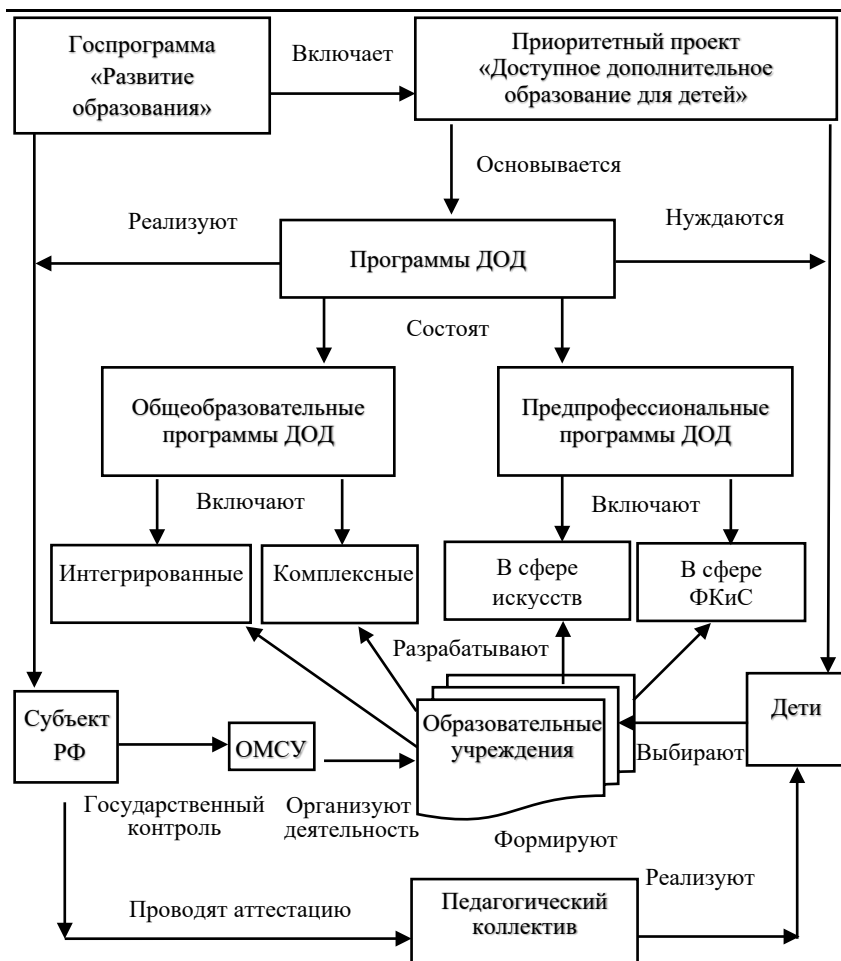 Госпрограмма
«Развитие
образования»
Включает
Приоритетный проект
«Доступное дополнительное
образование для детей»
Основывается
Реализуют
Нуждаются
Программы ДОД
Состоят
Общеобразовательные
программы ДОД
Предпрофессиональные
программы ДОД
Включают
Включают
Интегрированные
Комплексные
В сфере
искусств
В сфере
ФКиС
Разрабатывают
Субъект
РФ
ОМСУ
Образовательные
учреждения
Дети
Выбирают
Государственный
контроль
Организуют
деятельность
Формируют
Реализуют
Проводят аттестацию
Педагогический
коллектив